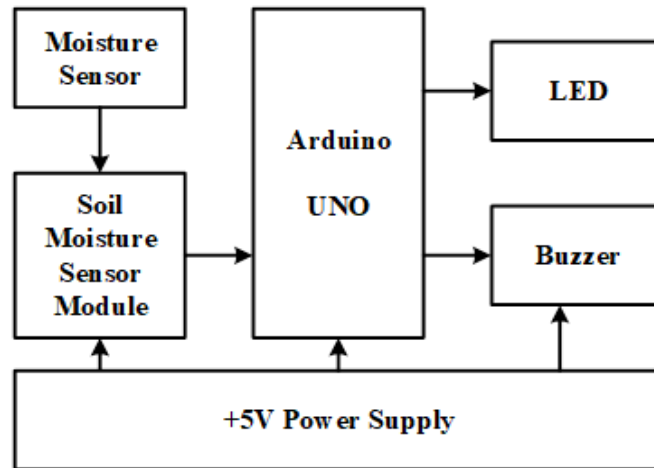 Moisture
Sensor
Soil
Moisture
Sensor
Module
Arduino
UNO
LED
Buzzer
+5V Power Supply